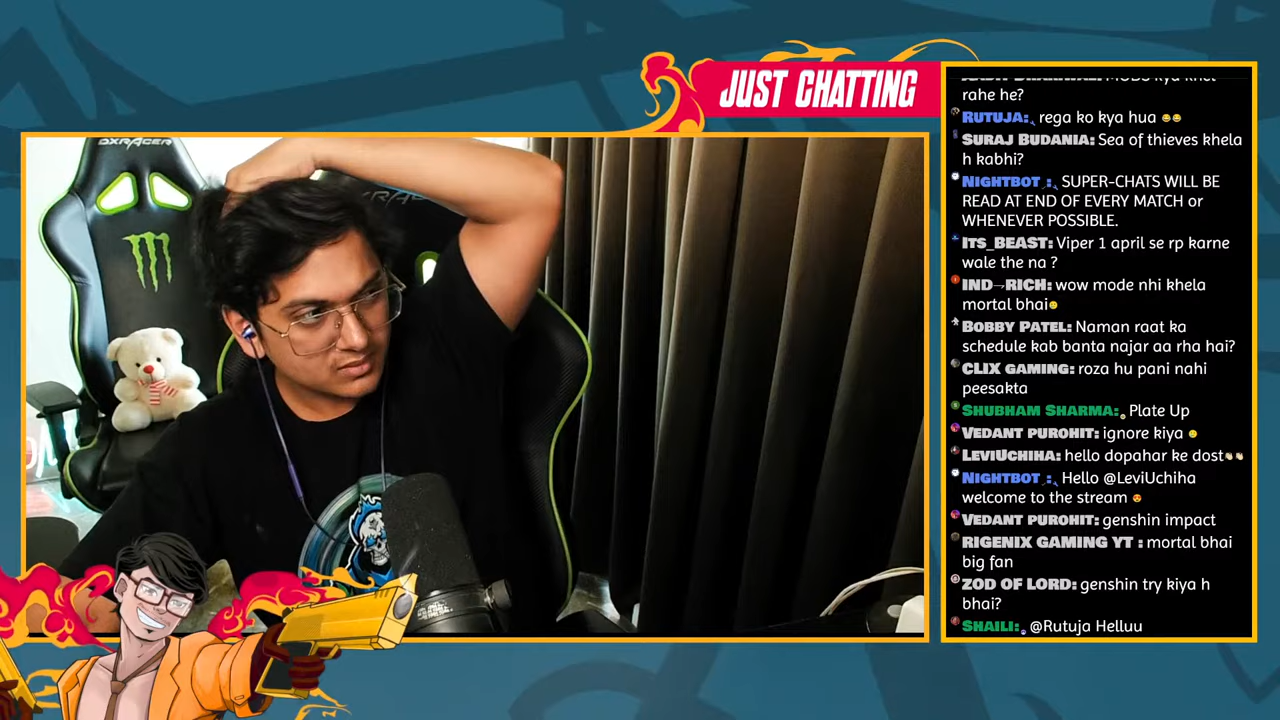 JUST CHATTING
DXRACER
rahe he?
RUTUJA: rega ko kya hua
SURAJ BUDANIA: Sea of thieves khela
h kabhi?
NIGHTBOT : SUPER-CHATS WILL BE
READ AT END OF EVERY MATCH or
WHENEVER POSSIBLE.
ITS_BEAST: Viper 1 april se rp karne
wale the na ?
IND→RICH: wow mode nhi khela
mortal bhai
BOBBY PATEL: Naman raat ka
schedule kab banta najar aa rha hai?
CLIX GAMING: roza hu pani nahi
peesakta
SHUBHAM SHARMA: Plate Up
VEDANT PUROHIT: ignore kiya
LEVIUCHIHA: hello dopahar ke dost
NIGHTBOT : Hello @LeviUchiha
welcome to the stream
VEDANT PUROHIT: genshin impact
RIGENIX GAMING YT : mortal bhai
big fan
ZOD OF LORD: genshin try kiya h
bhai?
SHAILI: @Rutuja Helluu